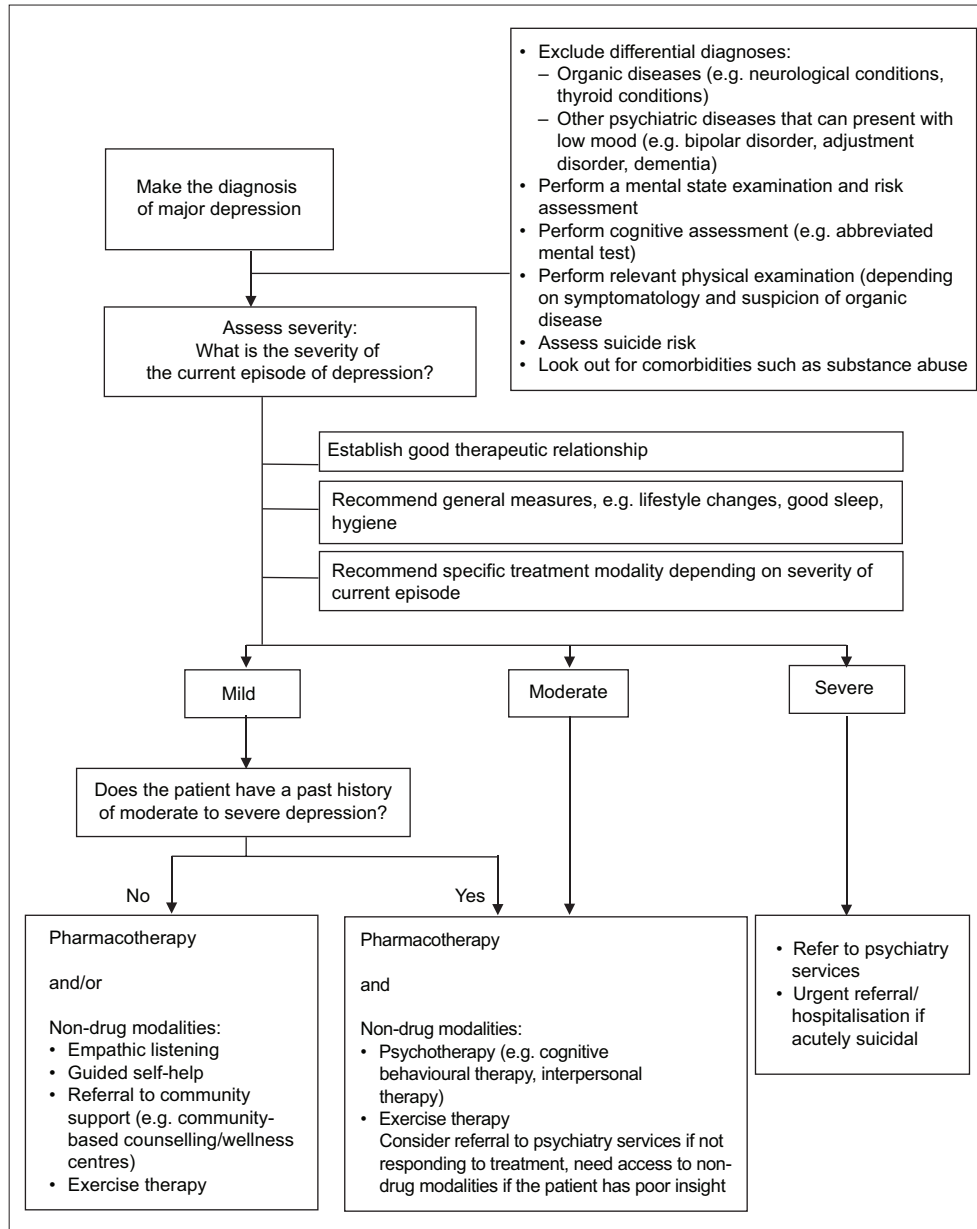 Make the diagnosis
of major depression
• Exclude differential diagnoses:
– Organic diseases (e.g. neurological conditions,
thyroid conditions)
– Other psychiatric diseases that can present with
low mood (e.g. bipolar disorder, adjustment
disorder, dementia)
• Perform a mental state examination and risk
assessment
• Perform cognitive assessment (e.g. abbreviated
mental test)
• Perform relevant physical examination (depending
on symptomatology and suspicion of organic
disease
• Assess suicide risk
• Look out for comorbidities such as substance abuse
Assess severity:
What is the severity of
the current episode of depression?
Establish good therapeutic relationship
Recommend general measures, e.g. lifestyle changes, good sleep,
hygiene
Recommend specific treatment modality depending on severity of
current episode
Mild
Moderate
Severe
Does the patient have a past history
of moderate to severe depression?
No
Yes
Pharmacotherapy
and/or
Non-drug modalities:
• Empathic listening
• Guided self-help
• Referral to community
support (e.g. community-
based counselling/wellness
centres)
• Exercise therapy
Pharmacotherapy
and
Non-drug modalities:
• Psychotherapy (e.g. cognitive
behavioural therapy, interpersonal
therapy)
• Exercise therapy
Consider referral to psychiatry services if not
responding to treatment, need access to non-
drug modalities if the patient has poor insight
• Refer to psychiatry
services
• Urgent referral/
hospitalisation if
acutely suicidal